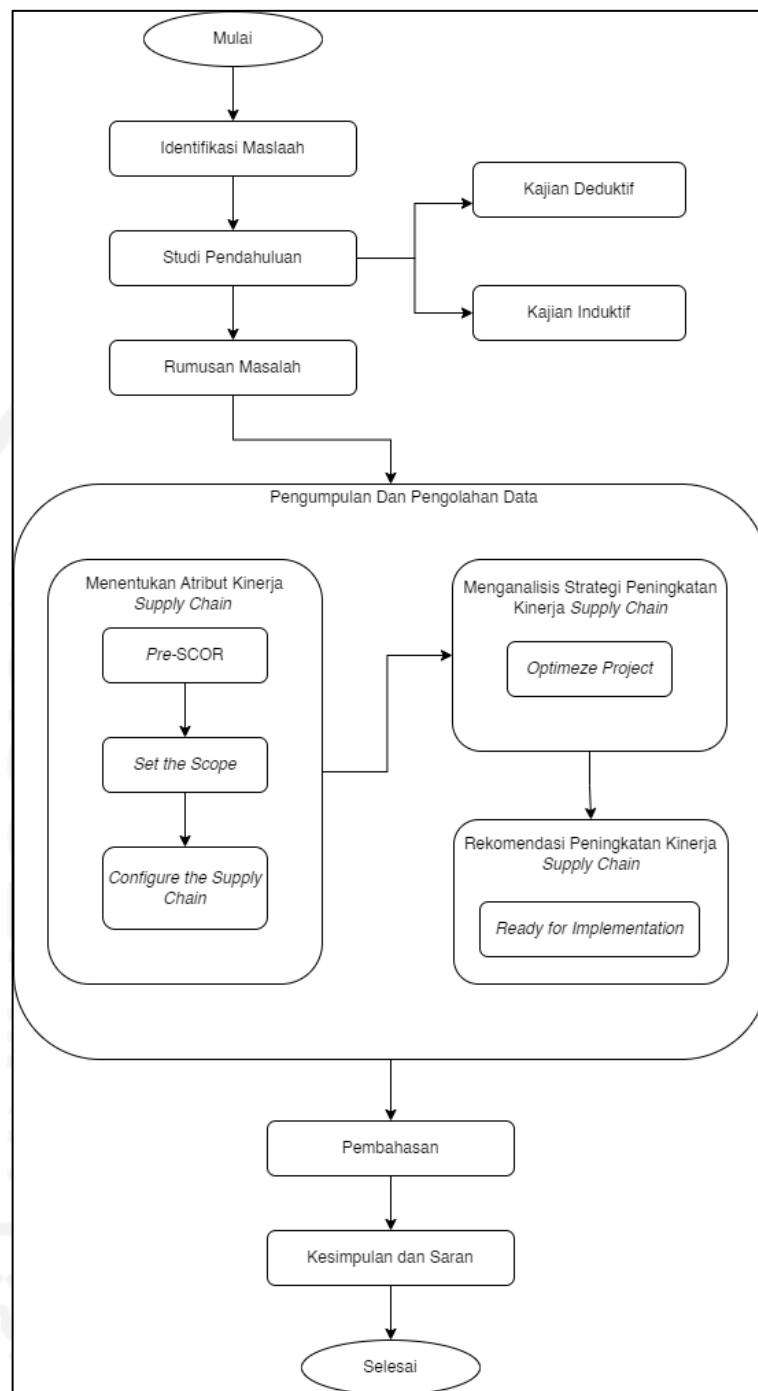 Mulai
Identifikasi Maslaah
Kajian Deduktif
Studi Pendahuluan
Kajian Induktif
Rumusan Masalah
Pengumpulan Dan Pengolahan Data
Menentukan Atribut Kinerja
Supply Chain
Pre-SCOR
Set the Scope
Configure the Supply
Chain
Menganalisis Strategi Peningkatan
Kinerja Supply Chain
Optimeze Project
Rekomendasi Peningkatan Kinerja
Supply Chain
Ready for Implementation
Pembahasan
Kesimpulan dan Saran
Selesai